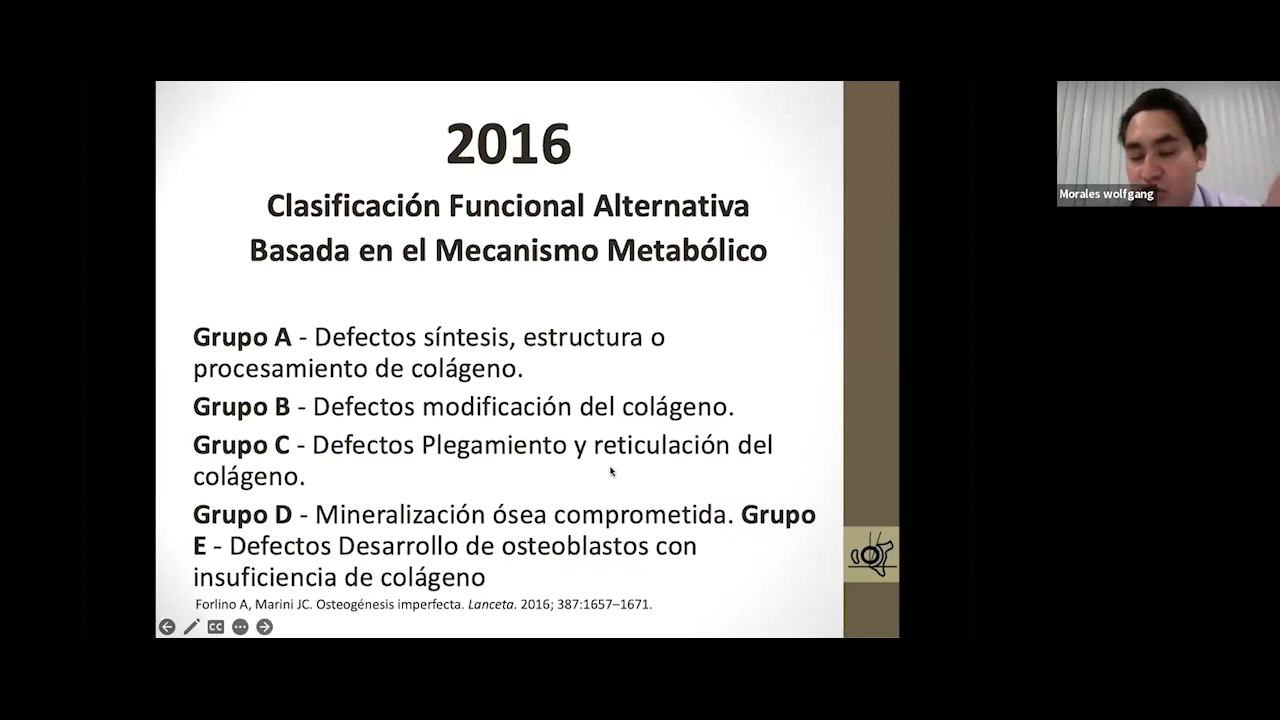 2016
Clasificación Funcional Alternativa
Basada en el Mecanismo Metabólico
Grupo A - Defectos síntesis, estructura o
procesamiento de colágeno.
Grupo B - Defectos modificación del colágeno.
Grupo C - Defectos Plegamiento y reticulación del
colágeno.
Grupo D - Mineralización ósea comprometida. Grupo
E - Defectos Desarrollo de osteoblastos con
insuficiencia de colágeno
Forlino A, Marini JC. Osteogénesis imperfecta. Lanceta. 2016; 387:1657–1671.
CC
Morales wolfgang